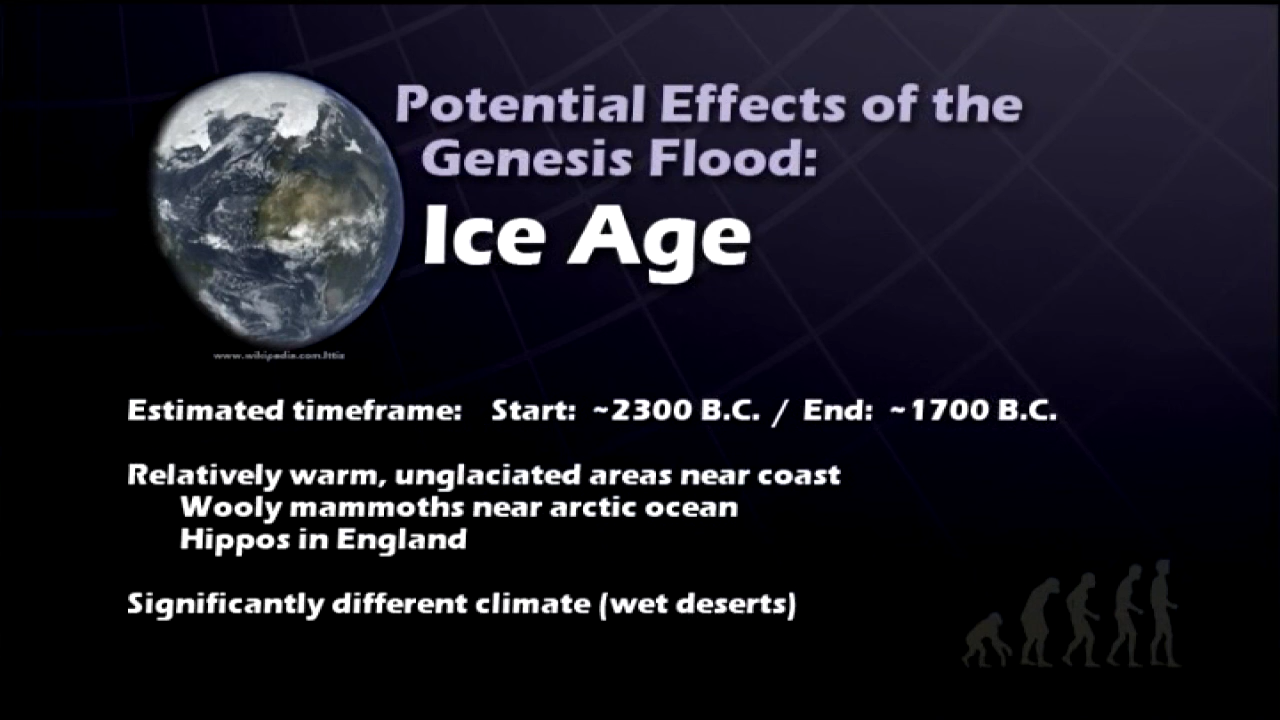 Potential Effects of the
Genesis Flood:
Ice Age
Estimated timeframe: Start: ~2300 B.C. / End: ~1700 B.C.
Relatively warm, unglaciated areas near coast
Wooly mammoths near arctic ocean
Hippos in England
Significantly different climate (wet deserts)